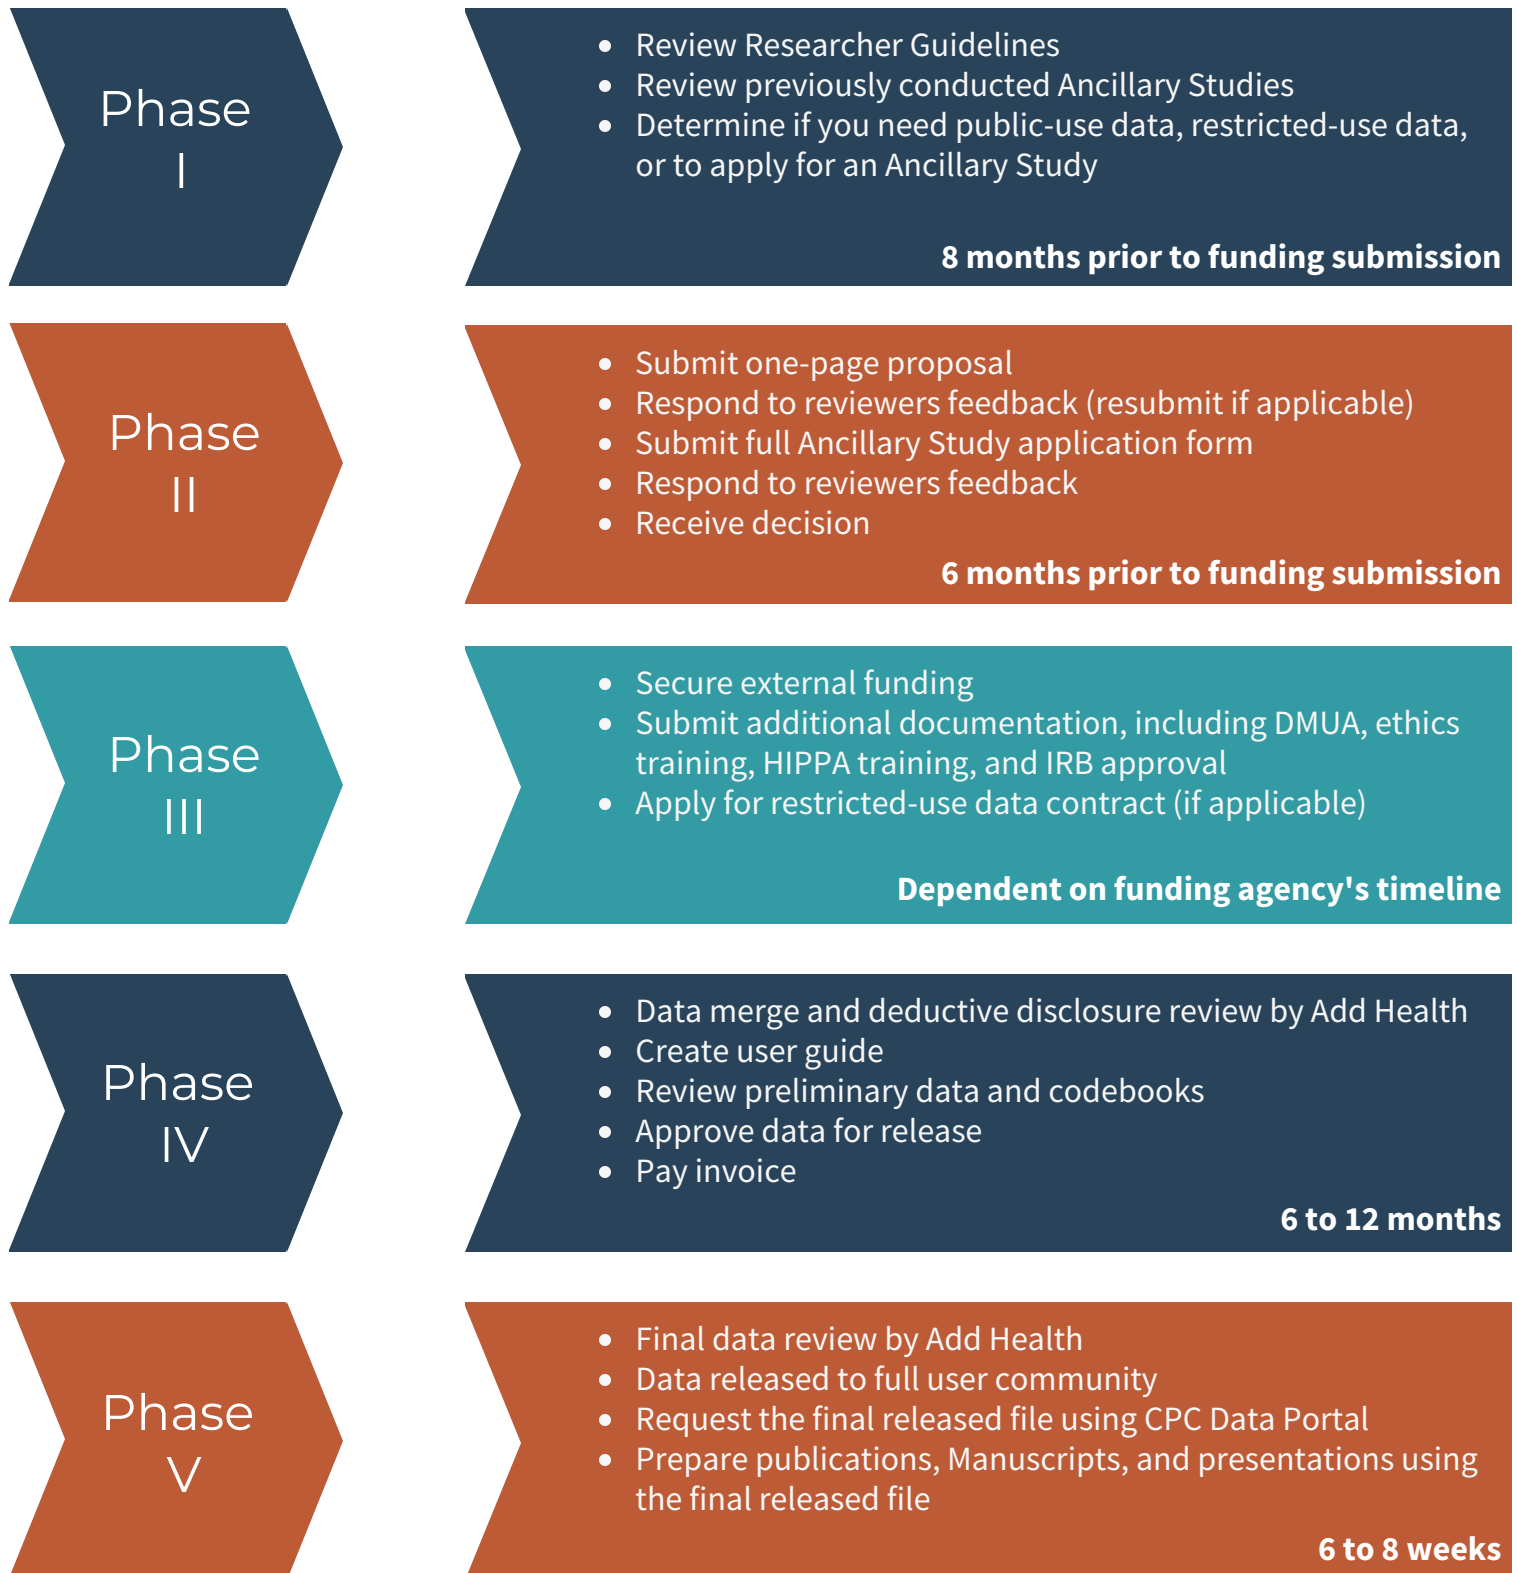 Phase
I
• Review Researcher Guidelines
• Review previously conducted Ancillary Studies
• Determine if you need public-use data, restricted-use data,
or to apply for an Ancillary Study
8 months prior to funding submission
Phase
II
• Submit one-page proposal
• Respond to reviewers feedback (resubmit if applicable)
• Submit full Ancillary Study application form
• Respond to reviewers feedback
• Receive decision
6 months prior to funding submission
Phase
III
• Secure external funding
• Submit additional documentation, including DMUA, ethics
training, HIPPA training, and IRB approval
• Apply for restricted-use data contract (if applicable)
Dependent on funding agency's timeline
Phase
IV
• Data merge and deductive disclosure review by Add Health
• Create user guide
• Review preliminary data and codebooks
• Approve data for release
• Pay invoice
6 to 12 months
Phase
V
• Final data review by Add Health
• Data released to full user community
• Request the final released file using CPC Data Portal
• Prepare publications, Manuscripts, and presentations using
the final released file
6 to 8 weeks